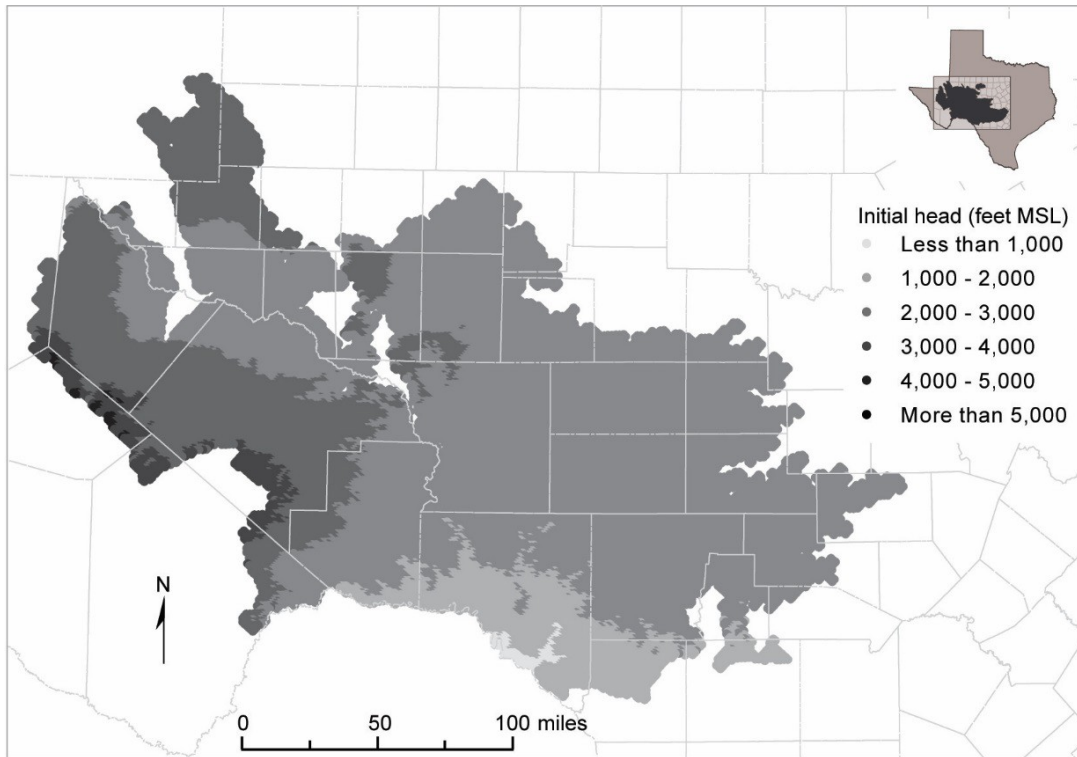 Initial head (feet MSL)
Less than 1,000
1,000 - 2,000
2,000 - 3,000
3,000 - 4,000
4,000 - 5,000
More than 5,000
N
0 50 100 miles